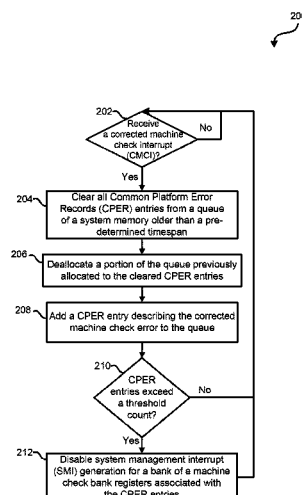 20
202
Receive
a corrected machine
check interrupt
(CMCI)?
No
Yes
204
Clear all Common Platform Error
Records (CPER) entries from a queue
of a system memory older than a pre-
determined timespan
206
Deallocate a portion of the queue previously
allocated to the cleared CPER entries
208
Add a CPER entry describing the corrected
machine check error to the queue
210
CPER
entries exceed
a threshold
count?
No
Yes
212
Disable system management interrupt
(SMI) generation for a bank of a machine
check bank registers associated with
the CPER entries